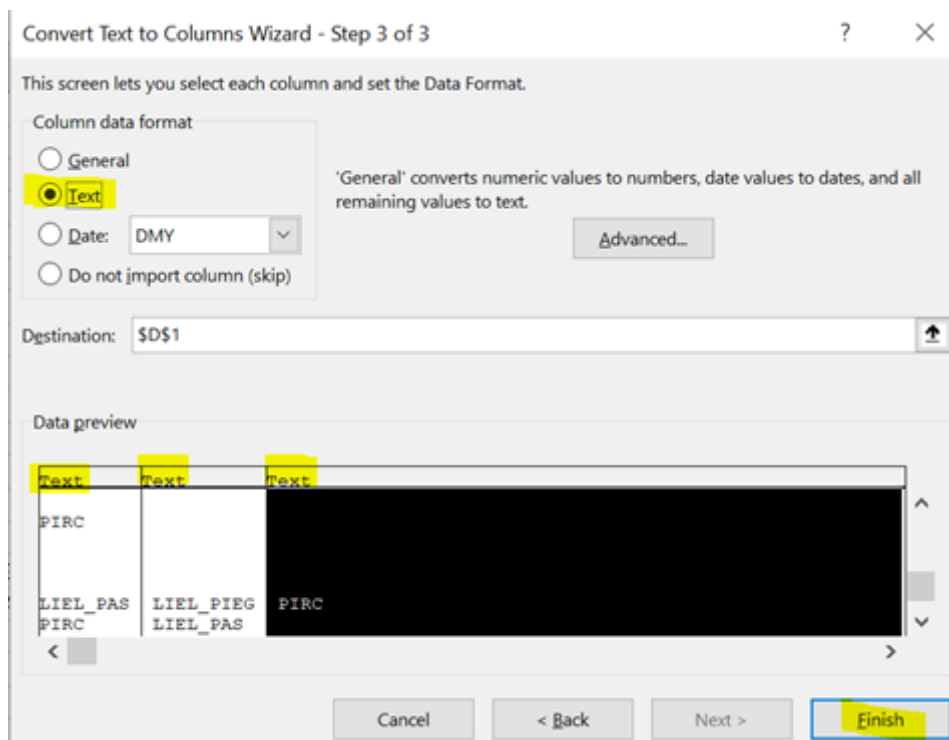 Convert Text to Columns Wizard - Step 3 of 3 ?
This screen lets you select each column and set the Data Format.
Column data format
General
Text
Date: DMY
Do not import column (skip)
'General' converts numeric values to numbers, date values to dates, and all
remaining values to text.
Advanced...
Destination: $D$1
Data preview
Text Text Text
PIRC
LIEL_PAS LIEL_PIEG PIRC
PIRC LIEL_PAS
Cancel < Back Next > Finish